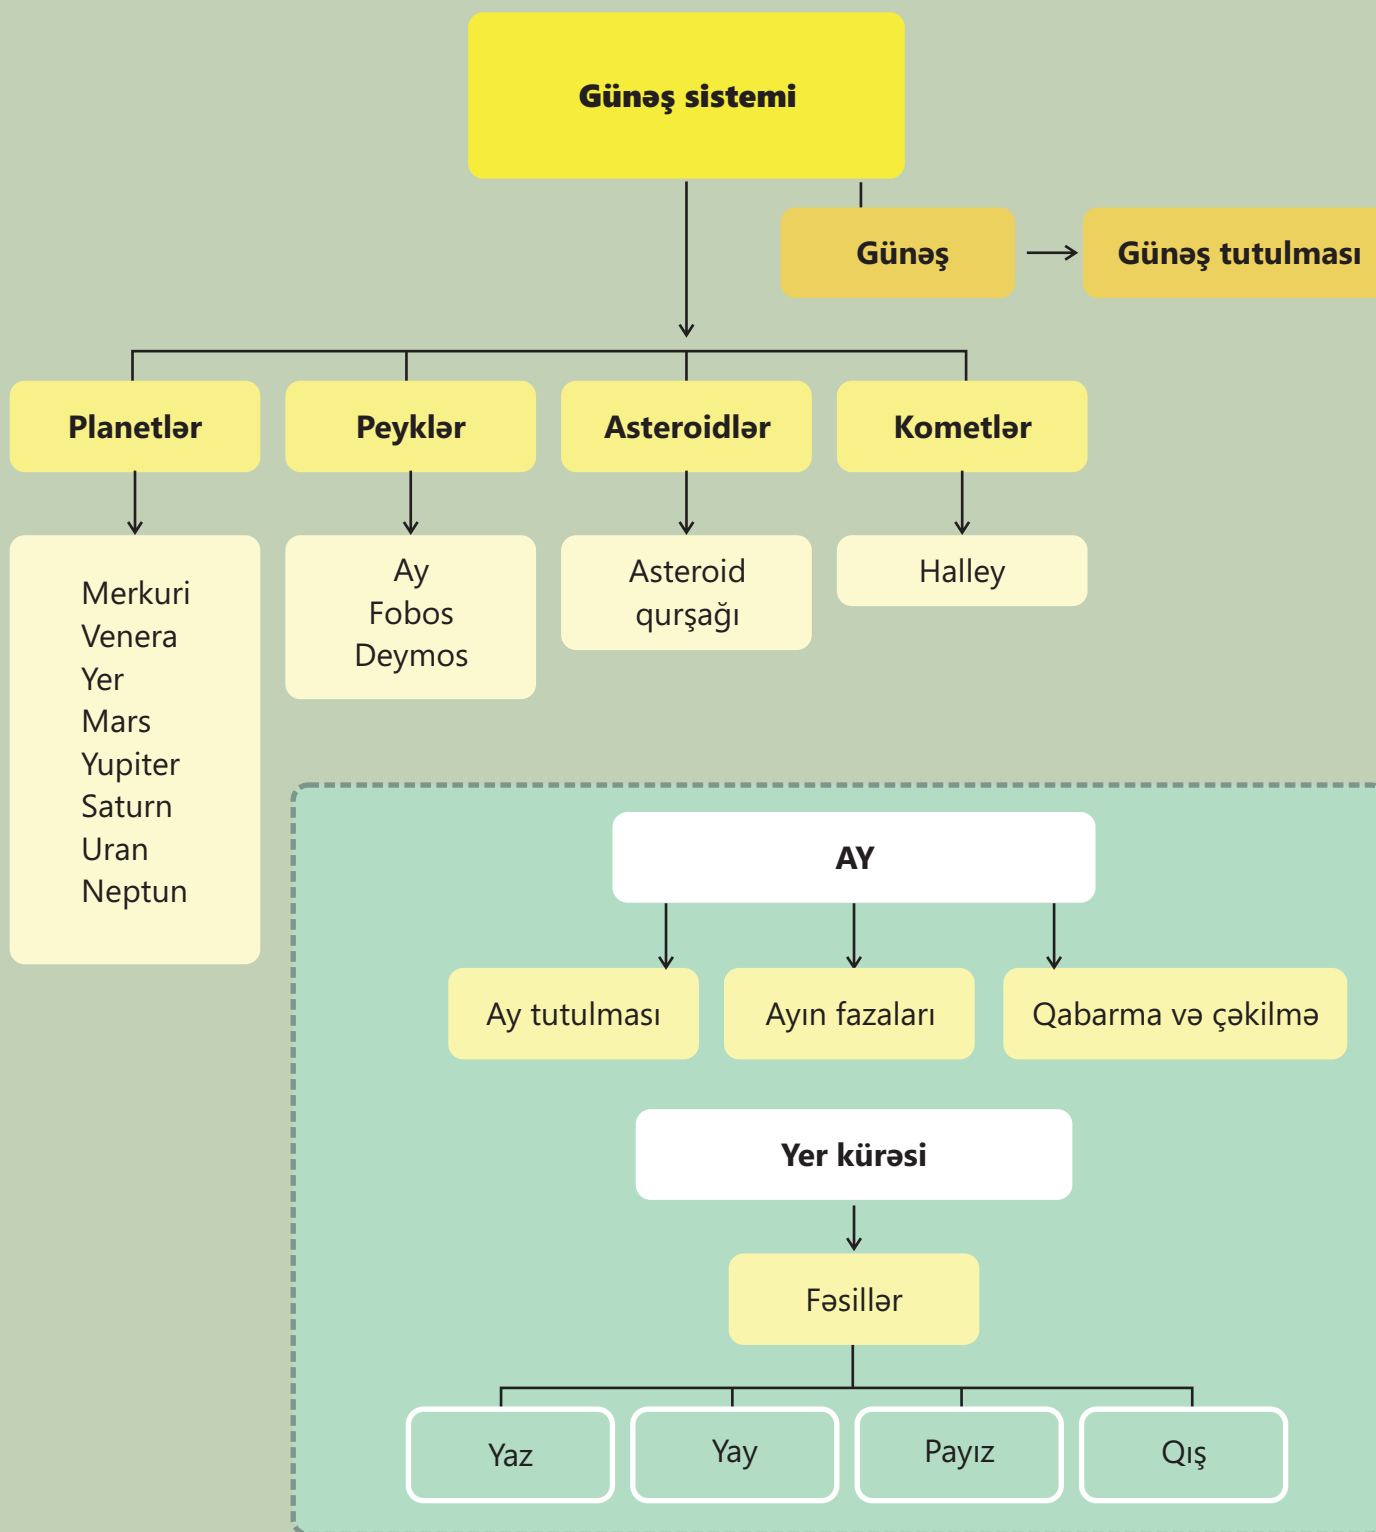 Günəş sistemi
Günəş
Günəş tutulması
Planetlər
Peyklər
Asteroidlər
Kometlər
Merkuri
Venera
Yer
Mars
Yupiter
Saturn
Uran
Neptun
Ay
Fobos
Deymos
Asteroid
qurşağı
Halley
AY
Ay tutulması
Ayın fazaları
Qabarma və çəkilmə
Yer kürəsi
Fəsillər
Yaz
Yay
Payız
Qış